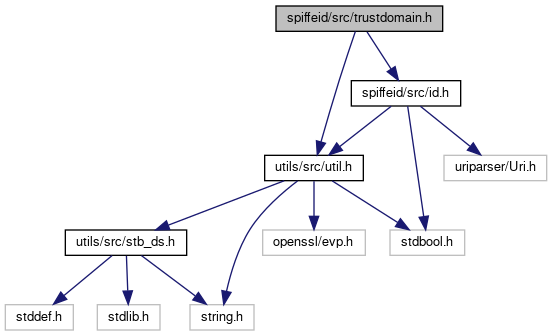 spiffeid/src/trustdomain.h
spiffeid/src/id.h
utils/src/util.h
uriparser/Uri.h
utils/src/stb_ds.h
openssl/evp.h
stdbool.h
stddef.h
stdlib.h
string.h